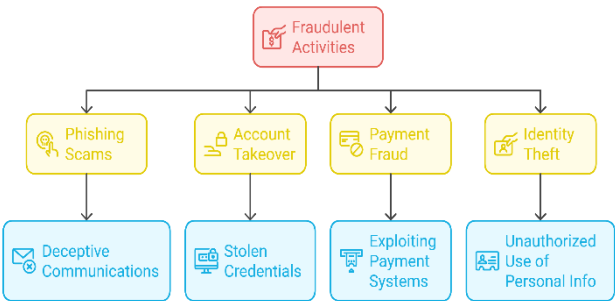 Fraudulent
Activities
Phishing
Scams
Account
Takeover
Payment
Fraud
Identity
Theft
Deceptive
Communications
Stolen
Credentials
Exploiting
Payment
Systems
Unauthorized
Use of
Personal Info